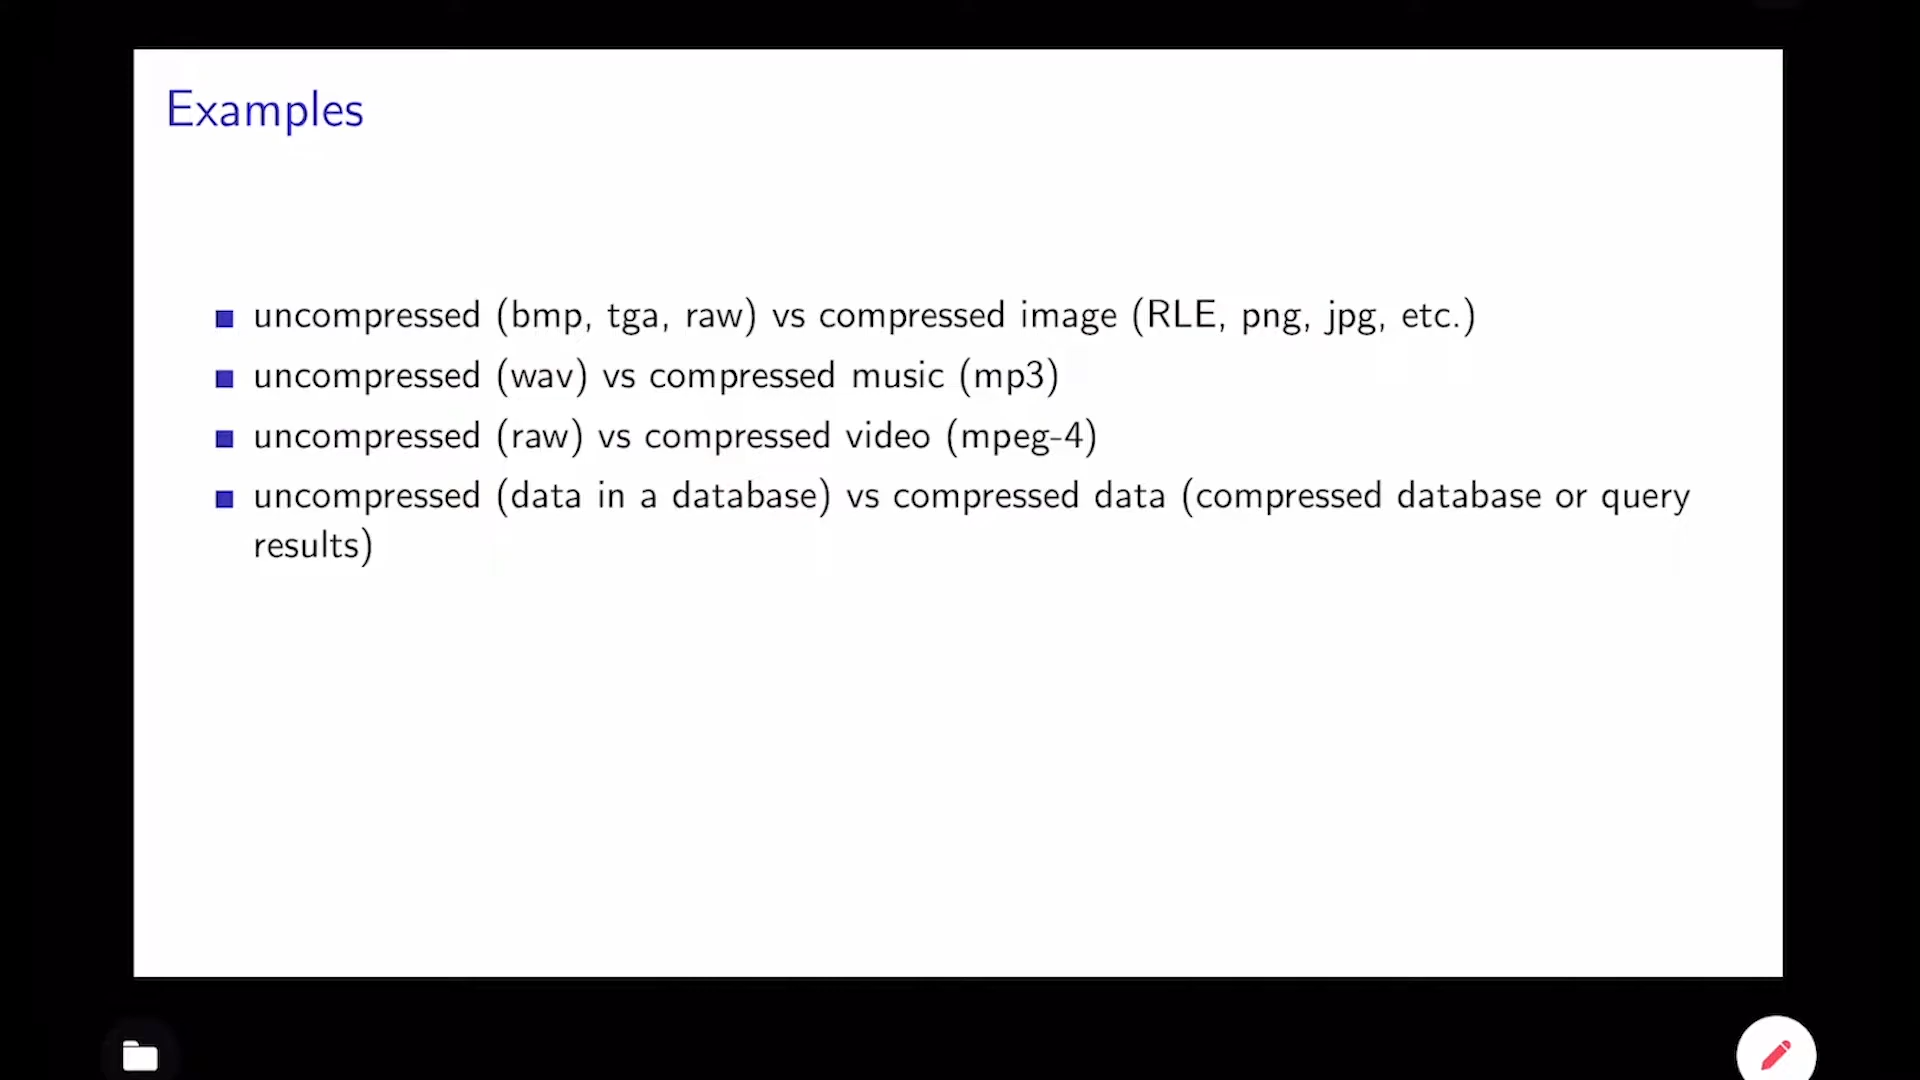 Examples
uncompressed (bmp, tga, raw) vs compressed image (RLE, png, jpg, etc.)
uncompressed (wav) vs compressed music (mp3)
uncompressed (raw) vs compressed video (mpeg-4)
uncompressed (data in a database) vs compressed data (compressed database or query
results)